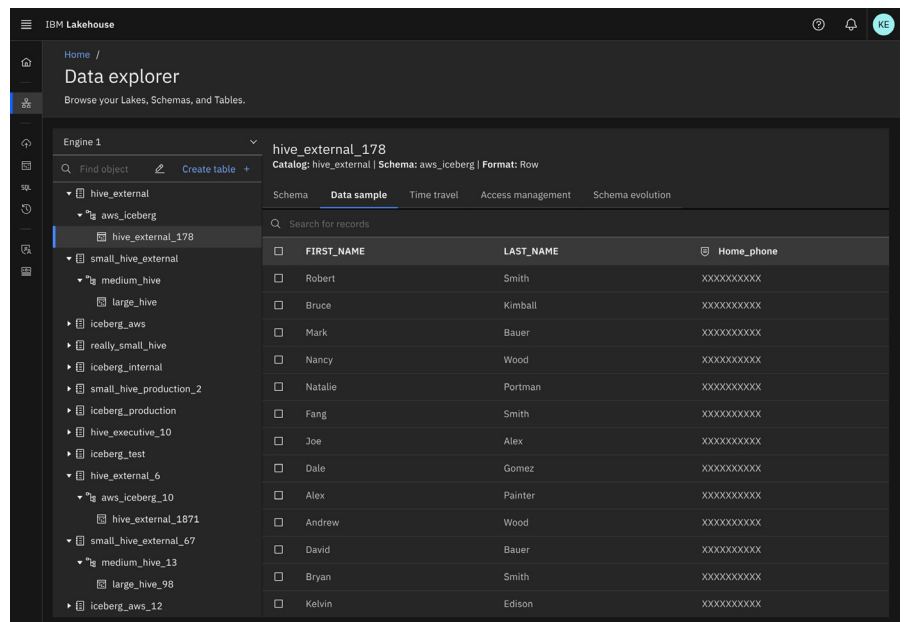 IBM Lakehouse
KE
Home /
Data explorer
Browse your Lakes, Schemas, and Tables.
SQL
Engine 1
Find object Create table +
hive_external
aws_iceberg
hive_external_178
small_hive_external
medium_hive
large_hive
iceberg_aws
really_small_hive
iceberg_internal
small_hive_production_2
iceberg_production
hive_executive_10
iceberg_test
hive_external_6
aws_iceberg_10
hive_external_1871
small_hive_external_67
medium_hive_13
large_hive_98
iceberg_aws_12
hive_external_178
Catalog: hive_external | Schema: aws_iceberg | Format: Row
Schema Data sample Time travel Access management Schema evolution
Search for records
FIRST_NAME LAST_NAME Home_phone
Robert Smith XXXXXXXXXX
Bruce Kimball XXXXXXXXXX
Mark Bauer XXXXXXXXXX
Nancy Wood XXXXXXXXXX
Natalie Portman XXXXXXXXXX
Fang Smith XXXXXXXXXX
Joe Alex XXXXXXXXXX
Dale Gomez XXXXXXXXXX
Alex Painter XXXXXXXXXX
Andrew Wood XXXXXXXXXX
David Bauer XXXXXXXXXX
Bryan Smith XXXXXXXXXX
Kelvin Edison XXXXXXXXXX